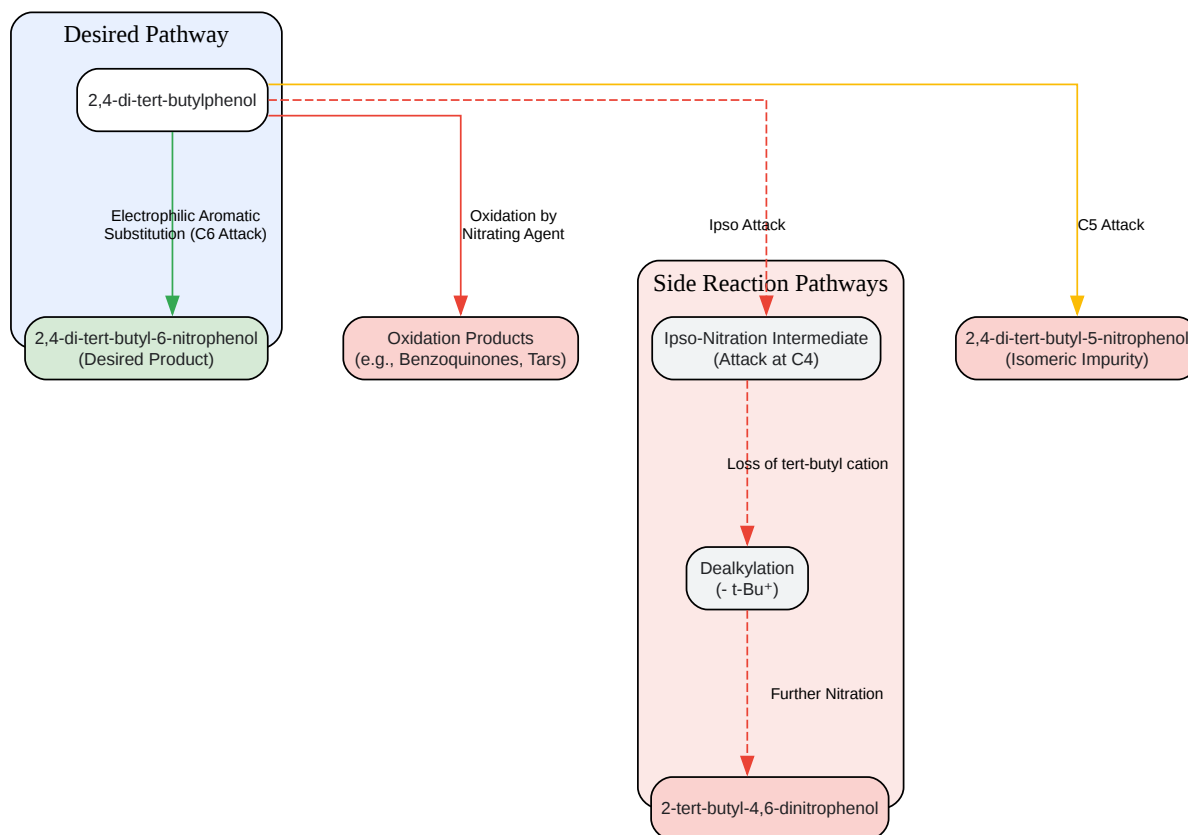 Desired Pathway
2,4-di-tert-butylphenol
Electrophilic Aromatic
Substitution (C6 Attack)
Oxidation by
Nitrating Agent
Ipso Attack
C5 Attack
Side Reaction Pathways
2,4-di-tert-butyl-6-nitrophenol
(Desired Product)
Oxidation Products
(e.g., Benzoquinones, Tars)
Ipso-Nitration Intermediate
(Attack at C4)
2,4-di-tert-butyl-5-nitrophenol
(Isomeric Impurity)
Loss of tert-butyl cation
Dealkylation
(- t-Bu⁺)
Further Nitration
2-tert-butyl-4,6-dinitrophenol